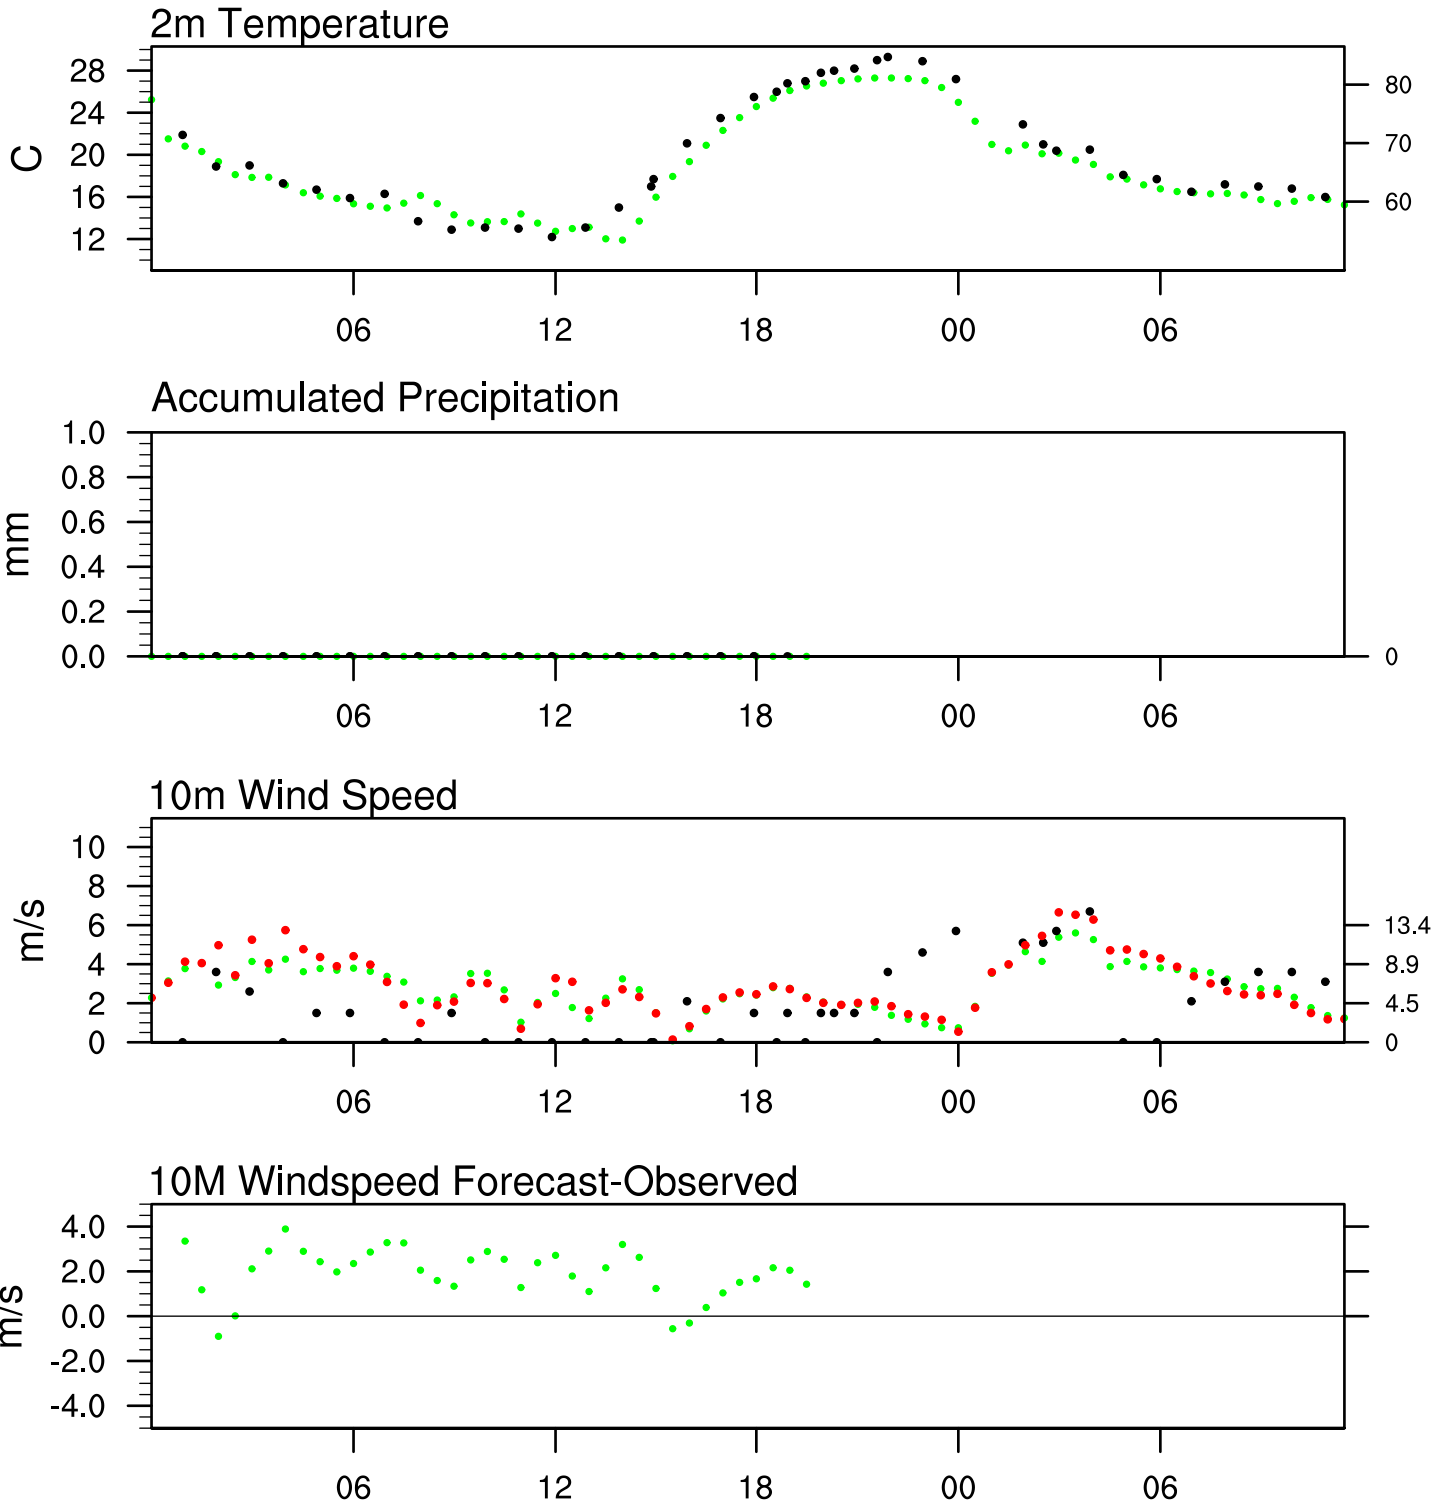 2m Temperature
28
24
20
16
12
C
80
70
60
06 12 18 00 06
Accumulated Precipitation
1.0
0.8
0.6
0.4
0.2
0.0
mm
0
06 12 18 00 06
10m Wind Speed
10
8
6
4
2
0
m/s
13.4
8.9
4.5
0
06 12 18 00 06
10M Windspeed Forecast-Observed
4.0
2.0
0.0
-2.0
-4.0
m/s
06 12 18 00 06